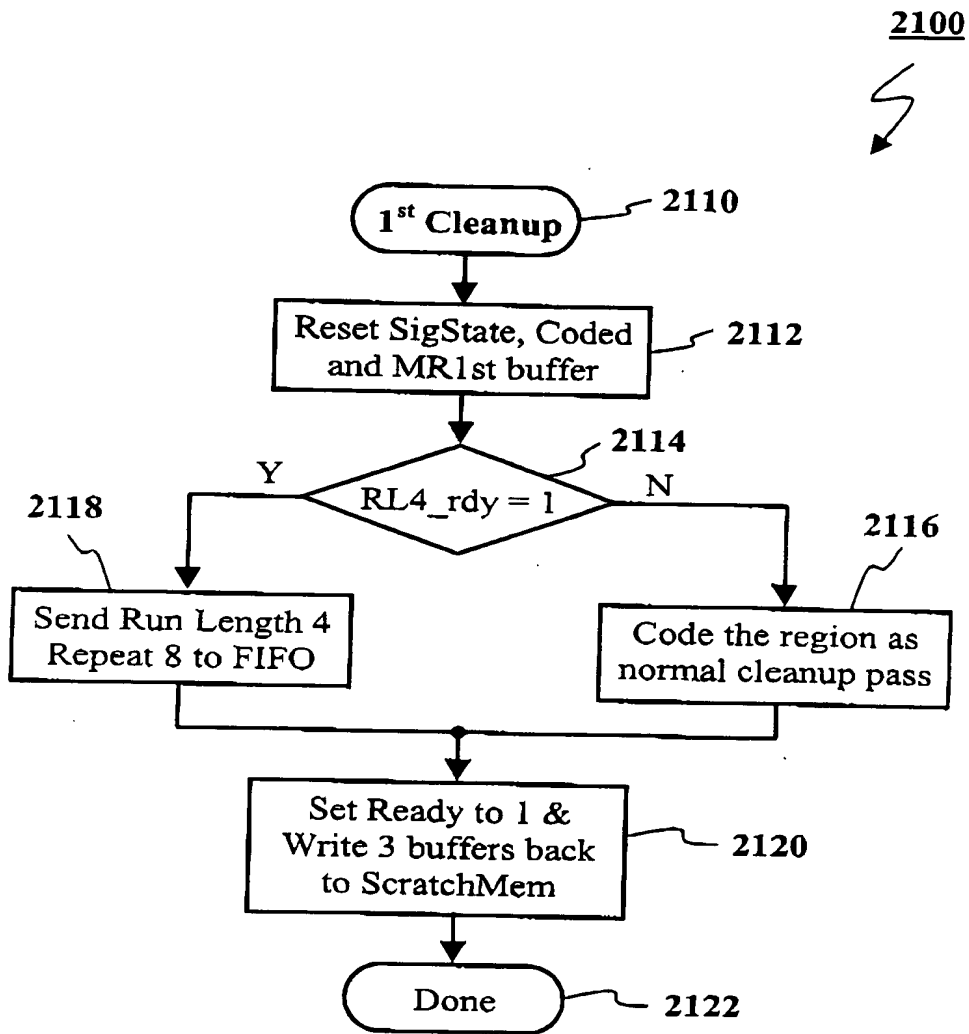 2100
1st Cleanup
2110
Reset SigState, Coded
and MR1st buffer
2112
2114
Y
RL4_rdy = 1
N
2118
2116
Send Run Length 4
Repeat 8 to FIFO
Code the region as
normal cleanup pass
Set Ready to 1 &
Write 3 buffers back
to ScratchMem
2120
Done
2122